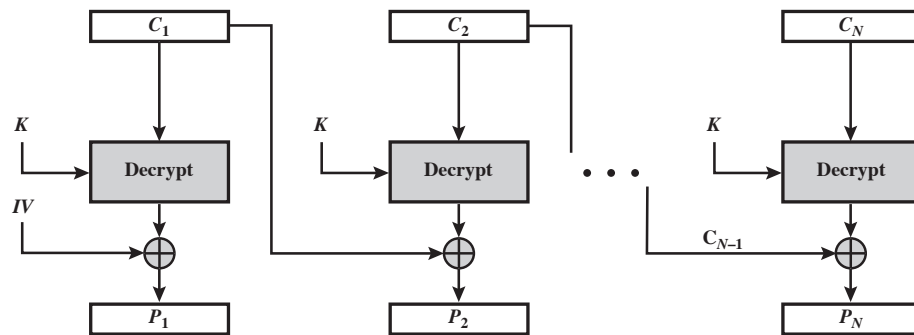 C1 C2 CN
K K K
Decrypt Decrypt Decrypt
IV
CN–1
P1 P2 PN